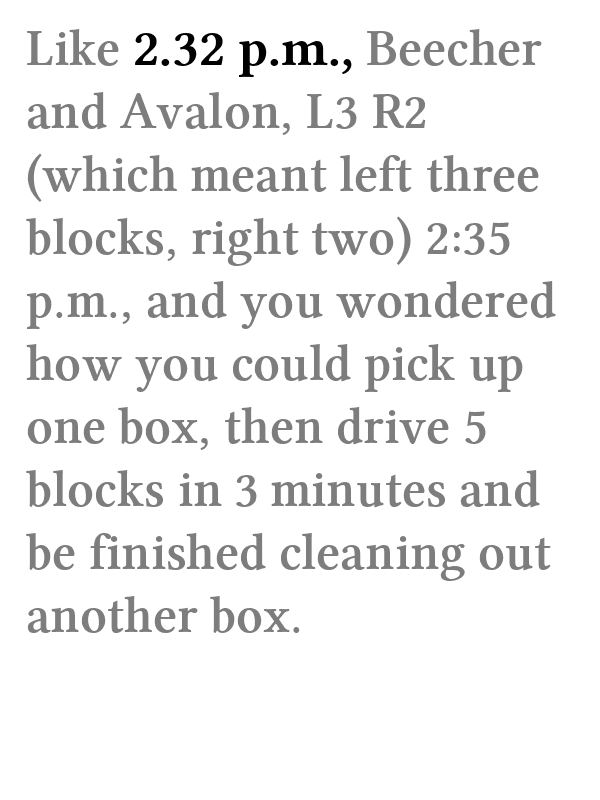 Like 2.32 p.m., Beecher
and Avalon, L3 R2
(which meant left three
blocks, right two) 2:35
p.m., and you wondered
how you could pick up
one box, then drive 5
blocks in 3 minutes and
be finished cleaning out
another box.